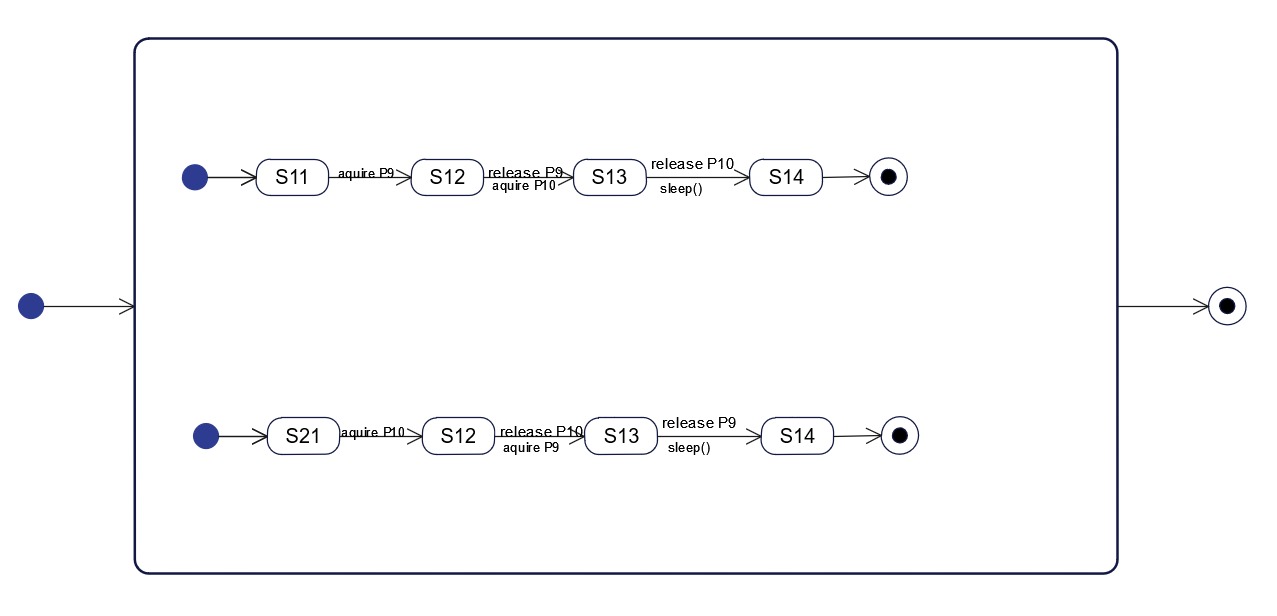 S11 aquire P9 S12 release P9 S13 release P10 S14
aquire P10 sleep()
S21 aquire P10 S12 release P10 S13 release P9 S14
aquire P9 sleep()